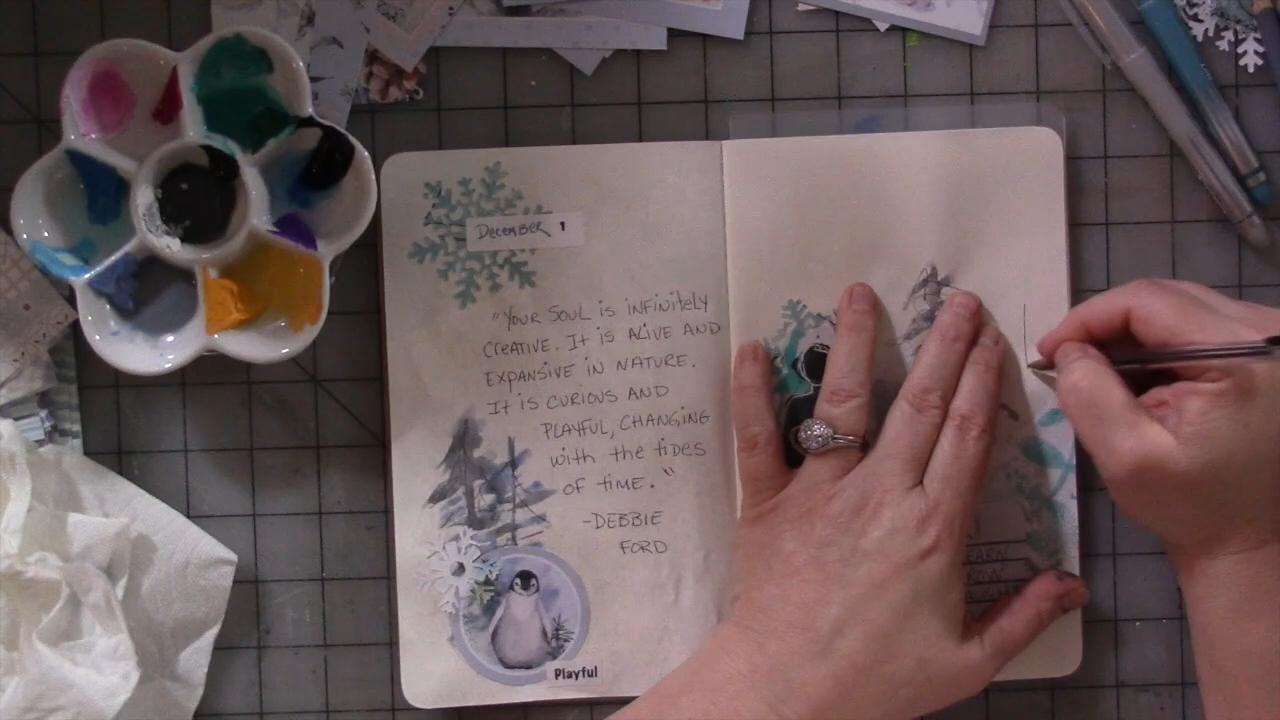 December 1
"YOUR SOUL is iNFiNitely
CREATIVE. It is ALiVE AND
EXPANSIVE iN NATURE.
It is CURIOUS AND
PLAYFUL, CHANGiNG
with the tides
of time."
-DEBBIE
FORD
Playful